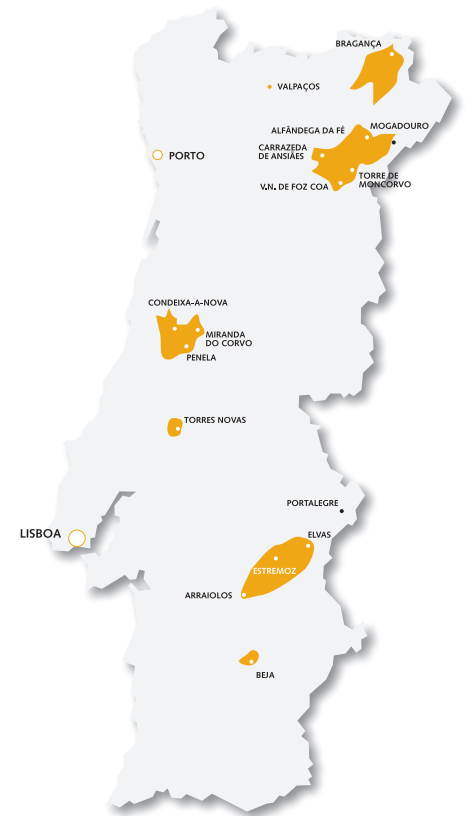 BRAGANÇA
VALPAÇOS
MOGADOURO
ALFÂNDEGA DA FÉ
CARRAZEDA
DE ANSIÃES
PORTO
TORRE DE
MONCORVO
V.N. DE FOZ COA
CONDEIXA-A-NOVA
MIRANDA
DO CORVO
PENELA
TORRES NOVAS
PORTALEGRE
LISBOA
ELVAS
ESTREMOZ
ARRAIOLOS
BEJA